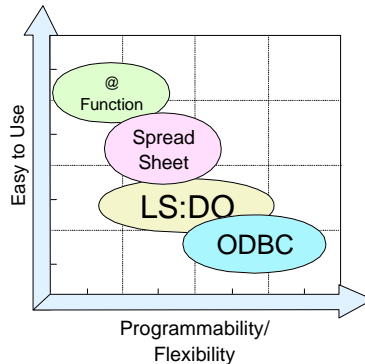 Easy to Use
@
Function
Spread
Sheet
LS:DO
ODBC
Programmability/
Flexibility